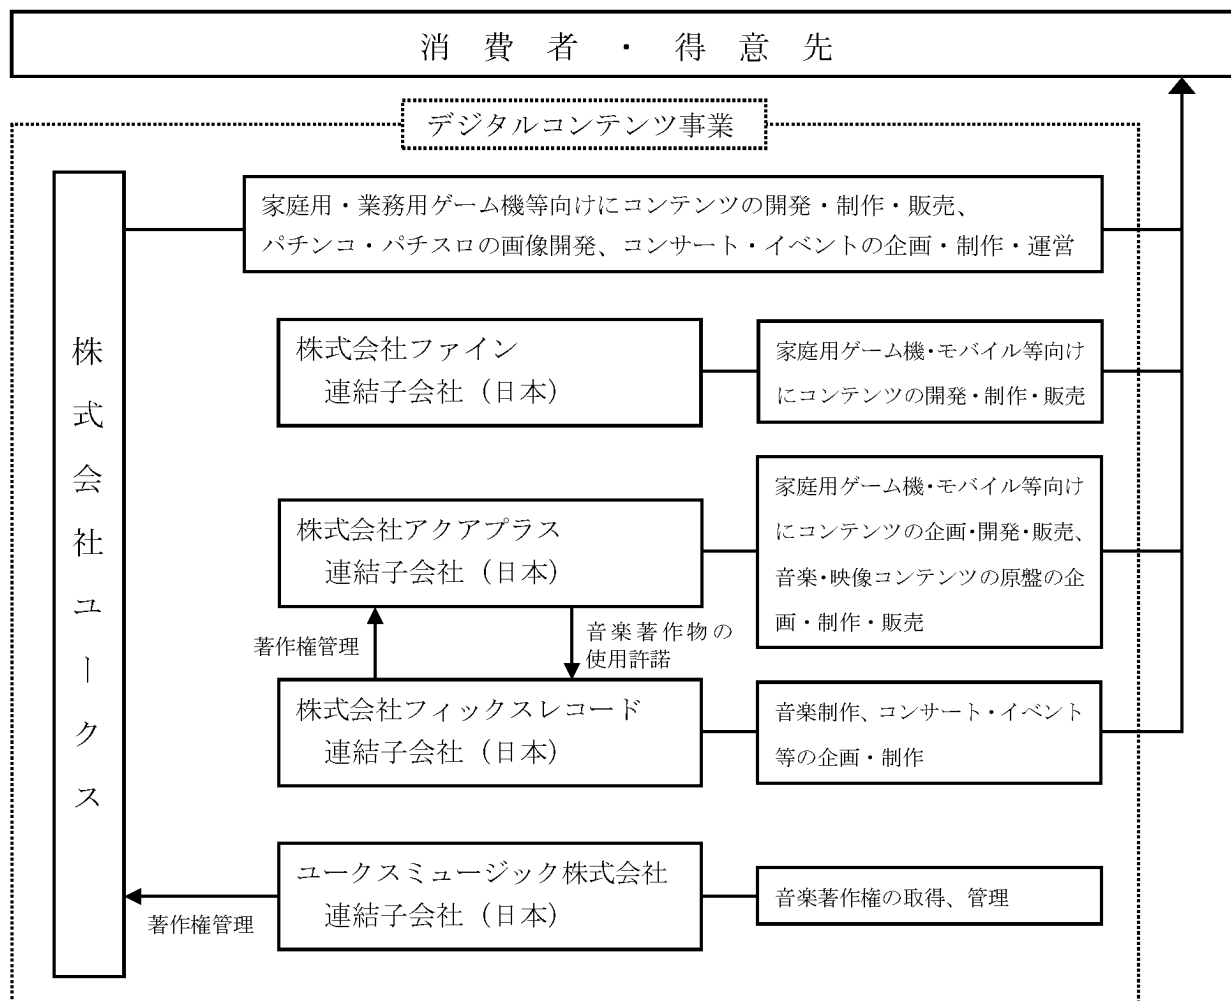 消費者・得意先
デジタルコンテンツ事業
株式会社ユークス
家庭用・業務用ゲーム機等向けにコンテンツの開発・制作・販売、
パチンコ・パチスロの画像開発、コンサート・イベントの企画・制作・運営
株式会社ファイン
連結子会社（日本）
家庭用ゲーム機・モバイル等向け
にコンテンツの開発・制作・販売
株式会社アクアプラス
連結子会社（日本）
家庭用ゲーム機・モバイル等向け
にコンテンツの企画・開発・販売、
音楽・映像コンテンツの原盤の企
画・制作・販売
著作権管理
音楽著作物の
使用許諾
株式会社フィックスレコード
連結子会社（日本）
音楽制作、コンサート・イベント
等の企画・制作
ユークスミュージック株式会社
連結子会社（日本）
音楽著作権の取得、管理
著作権管理